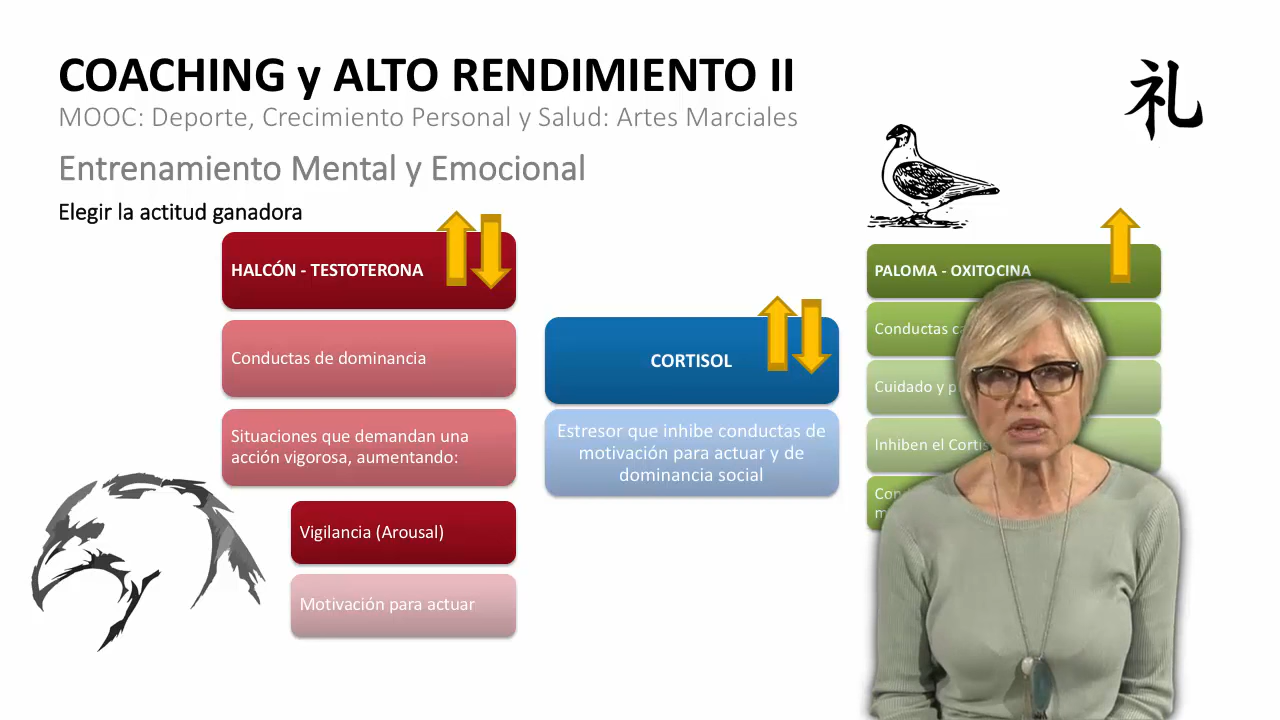 COACHING y ALTO RENDIMIENTO II
礼
MOOC: Deporte, Crecimiento Personal y Salud: Artes Marciales
Entrenamiento Mental y Emocional
Elegir la actitud ganadora
HALCÓN - TESTOTERONA
Conductas de dominancia
Situaciones que demandan una
acción vigorosa, aumentando:
Vigilancia (Arousal)
Motivación para actuar
CORTISOL
Estresor que inhibe conductas de
motivación para actuar y de
dominancia social
PALOMA - OXITOCINA
Conductas
Cuidado y
Inhiben el